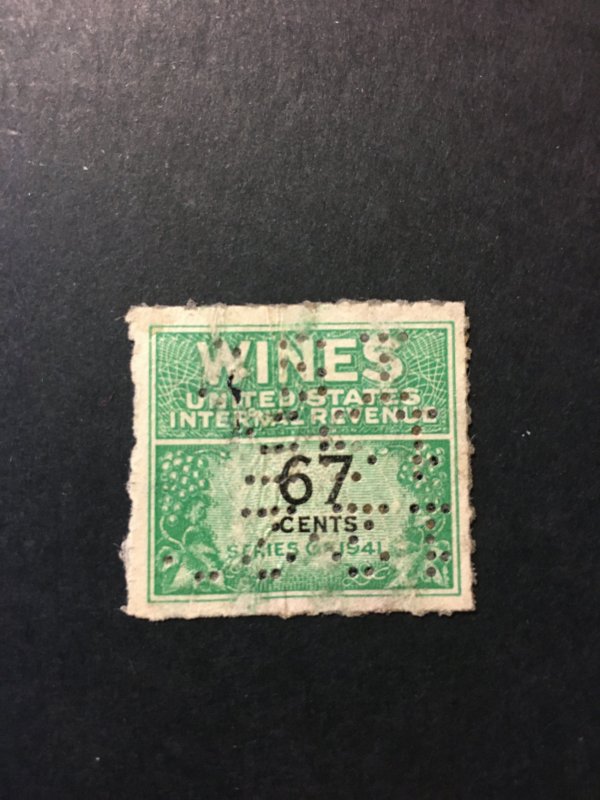 WINES
UNITED STATES
INTERNAL REVENUE
67
CENTS
SERIES OF 1941